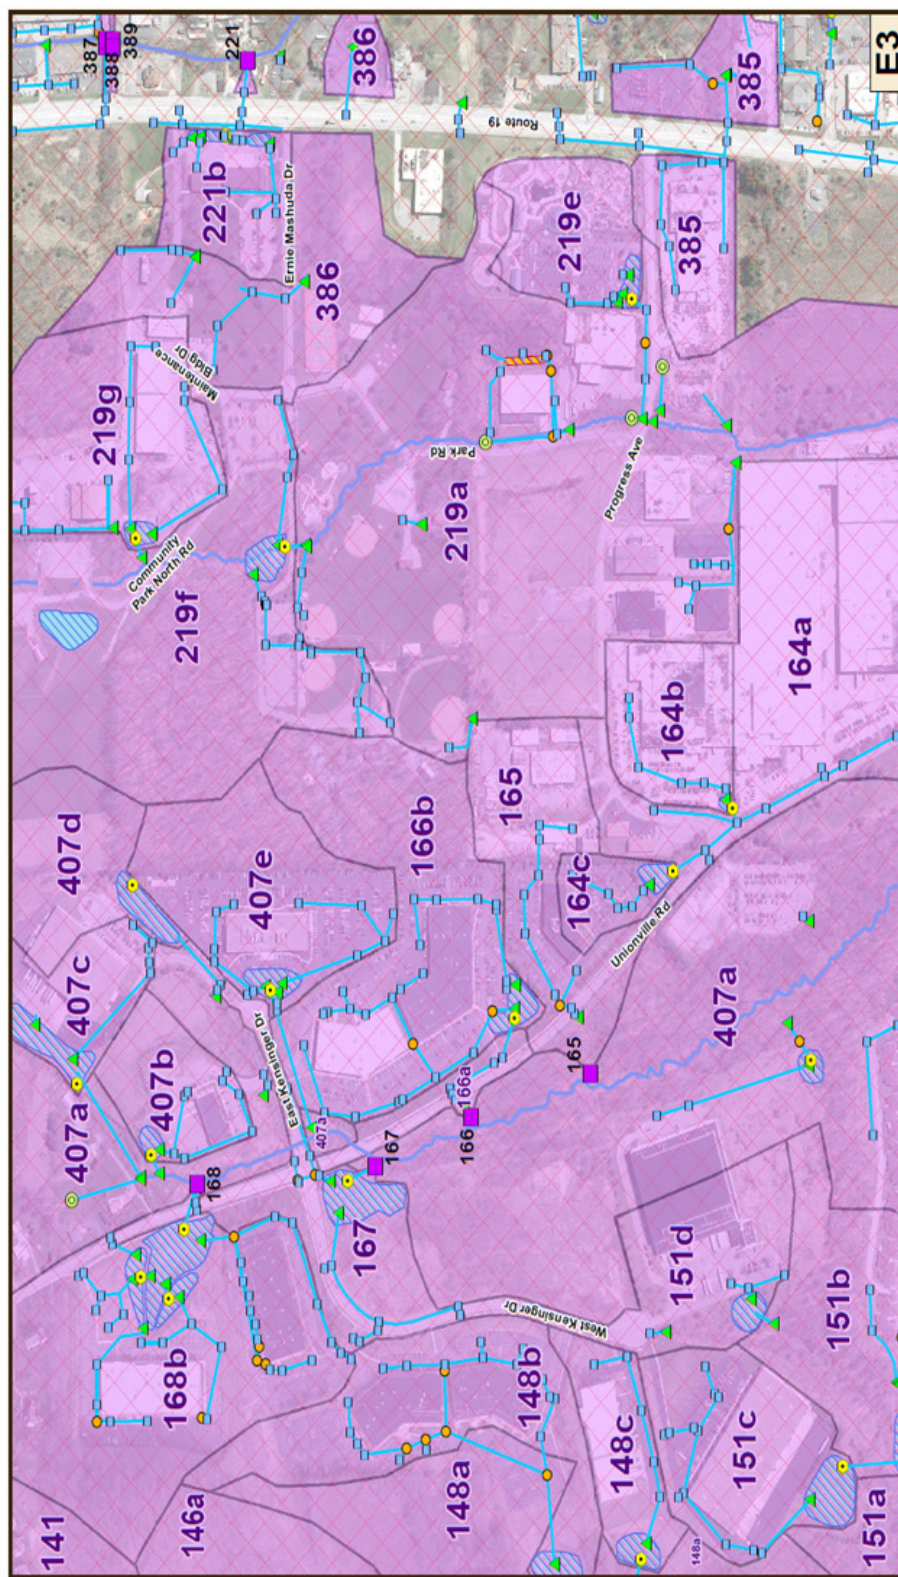 387
388
389
221
386
385
E3
Route 19
221b
Ernie Mashuda Dr
386
219e
385
Maintenance
Bldg Dr
219g
Park Rd
Progress Ave
219a
Community
Park North Rd
219f
164a
164b
407d
407e
166b
165
164c
Unionville Rd
407c
407b
East Kensinger Dr
407a
407a
166a
166
165
407a
168
167
167
West Kensinger Dr
151d
151b
168b
148b
148c
151c
141
146a
148a
148a
151a